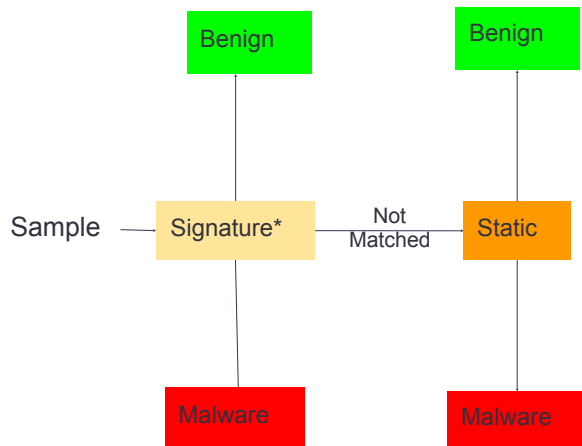 Benign
Benign
Sample
Signature*
Not
Matched
Static
Malware
Malware